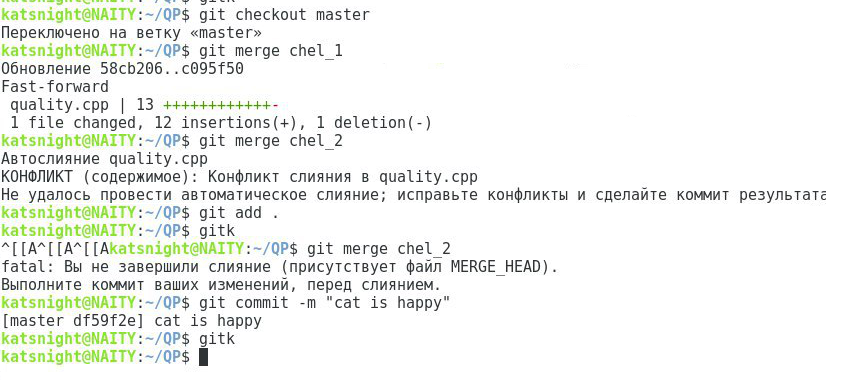 katsnight@NAITY:~/QP$ gitk
katsnight@NAITY:~/QP$ git checkout master
Переключено на ветку «master»
katsnight@NAITY:~/QP$ git merge chel_1
Обновление 58cb206..c095f50
Fast-forward
 quality.cpp | 13 ++++++++++++-
 1 file changed, 12 insertions(+), 1 deletion(-)
katsnight@NAITY:~/QP$ git merge chel_2
Автослияние quality.cpp
КОНФЛИКТ (содержимое): Конфликт слияния в quality.cpp
Не удалось провести автоматическое слияние; исправьте конфликты и сделайте коммит результата
katsnight@NAITY:~/QP$ git add .
katsnight@NAITY:~/QP$ gitk
^[[A^[[A^[[Akatsnight@NAITY:~/QP$ git merge chel_2
fatal: Вы не завершили слияние (присутствует файл MERGE_HEAD).
Выполните коммит ваших изменений, перед слиянием.
katsnight@NAITY:~/QP$ git commit -m "cat is happy"
[master df59f2e] cat is happy
katsnight@NAITY:~/QP$ gitk
katsnight@NAITY:~/QP$